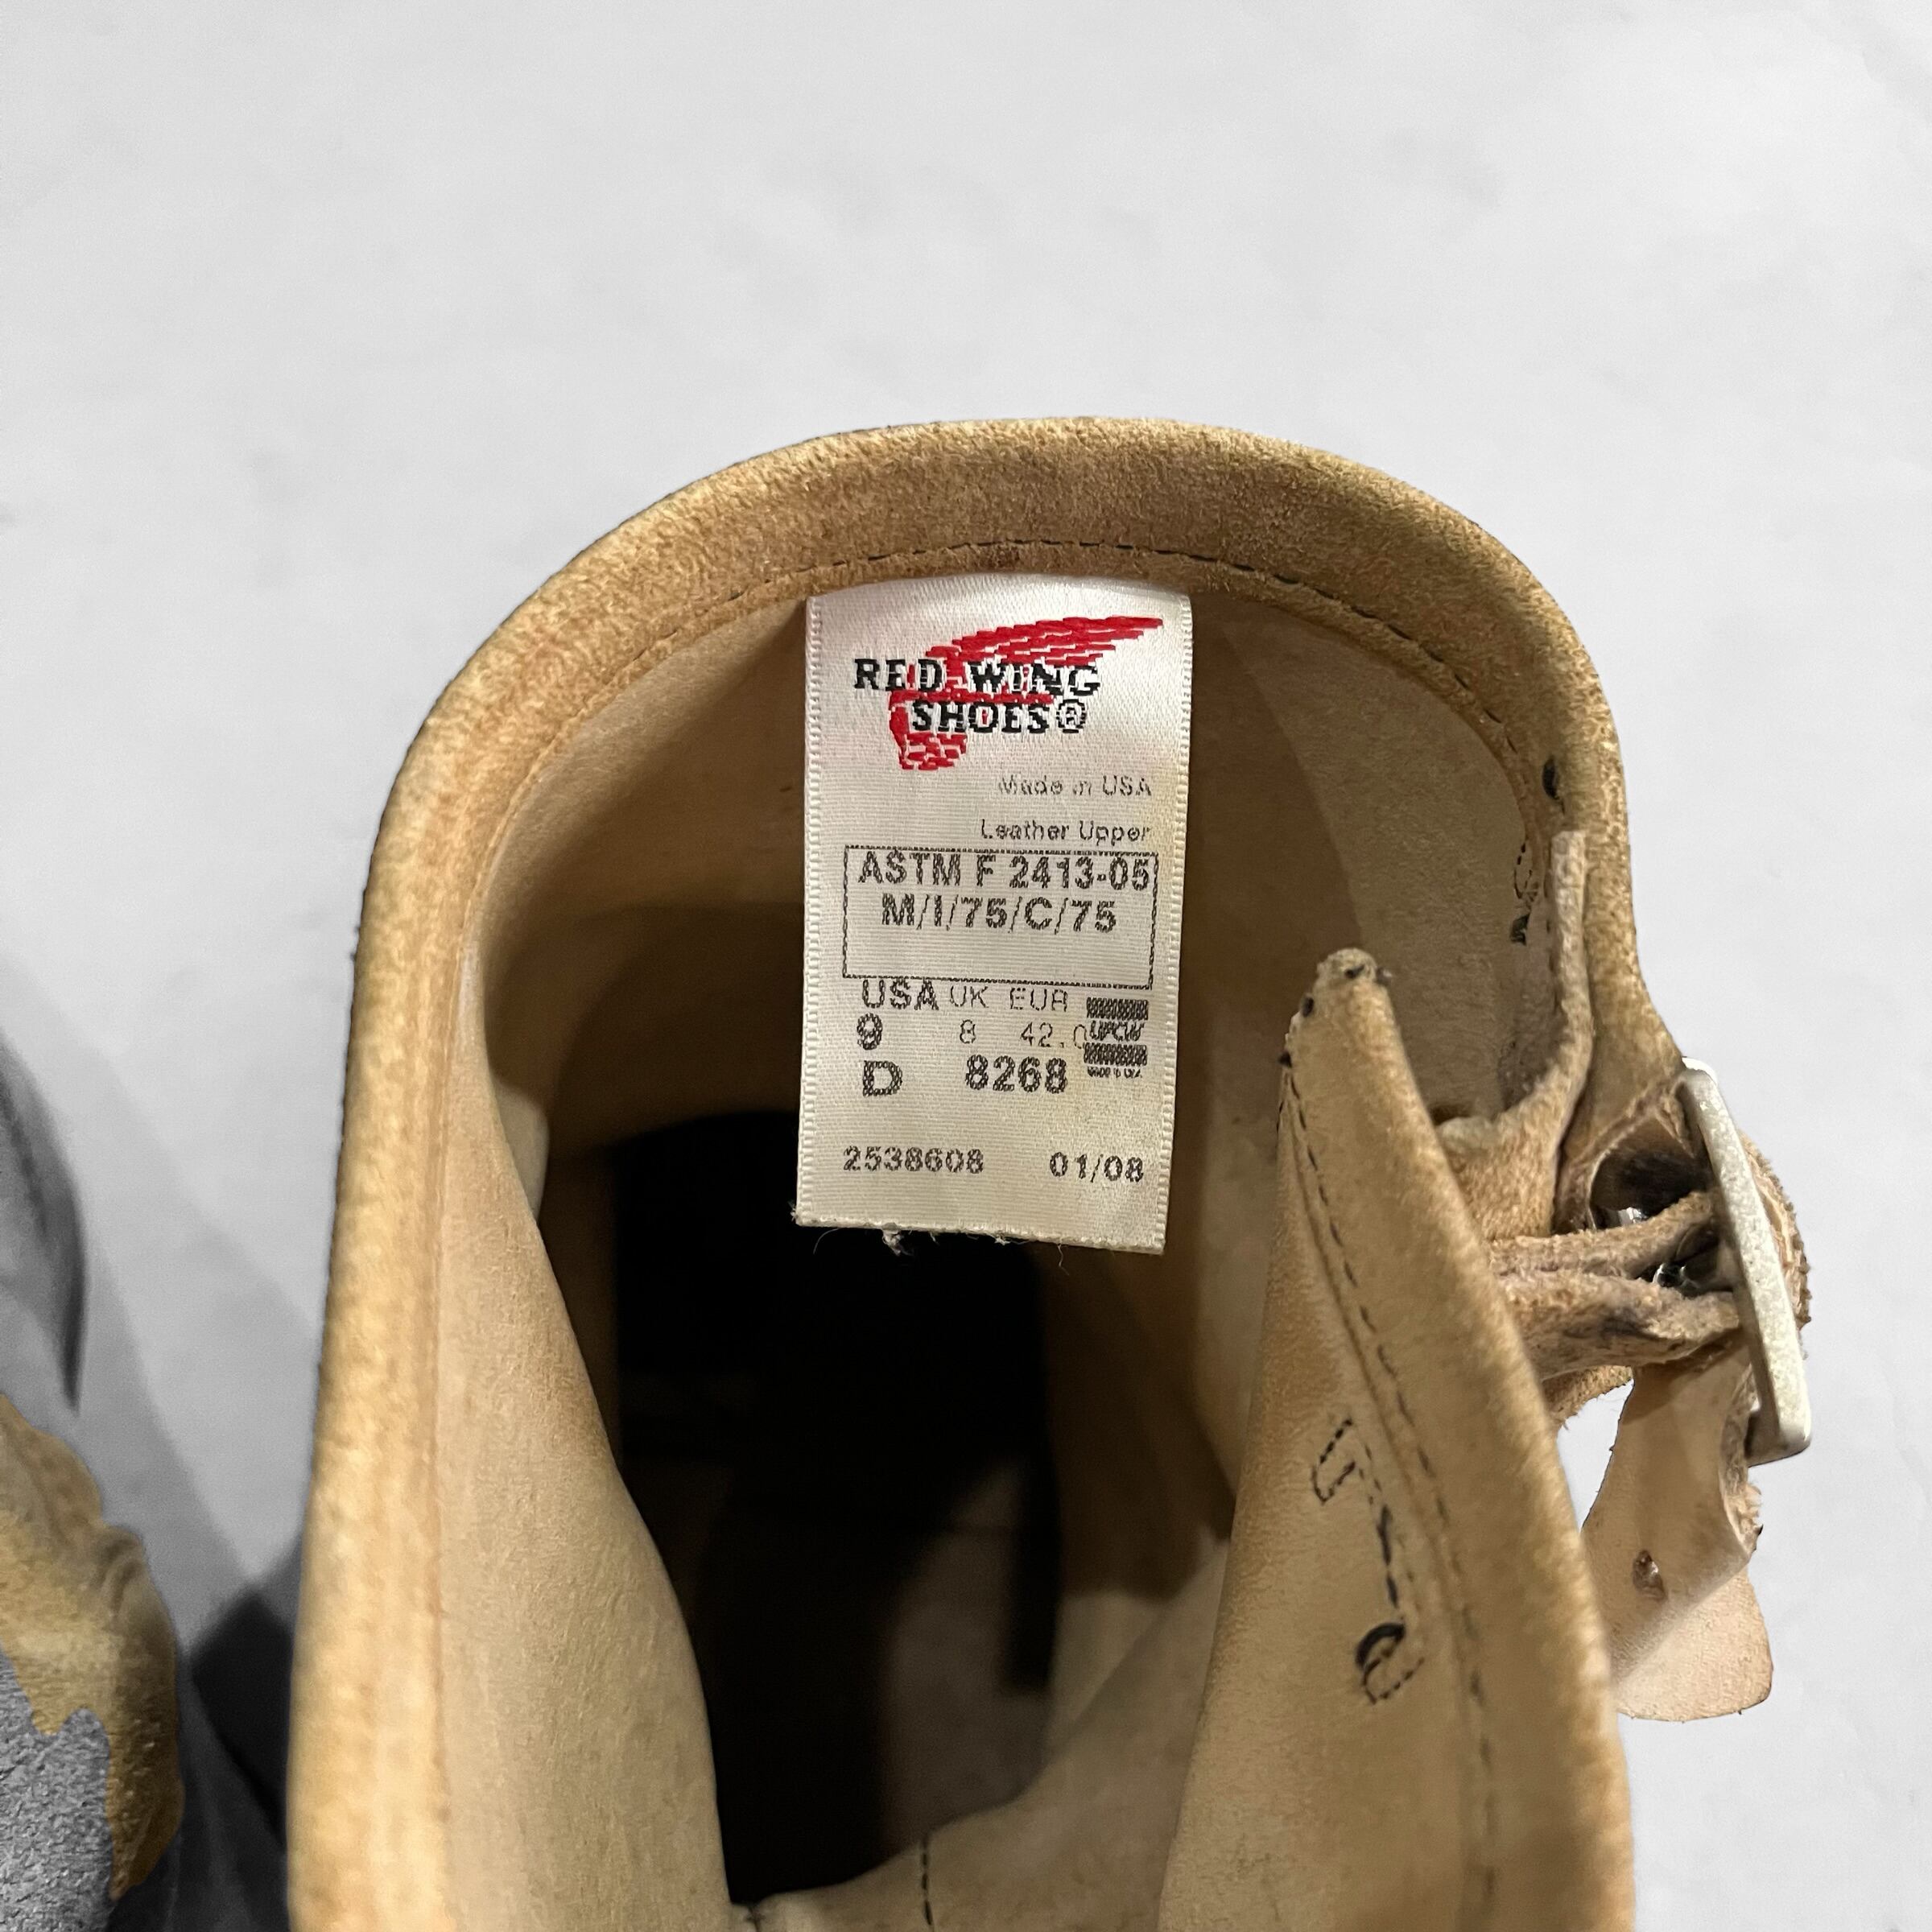 RED WING
SHOES®
Made in USA
Leather Upper
ASTM F 2413-05
M/I/75/C/75
USA UK EUR
9 8 42.0
D 8268
UFCW
2538608 01/08